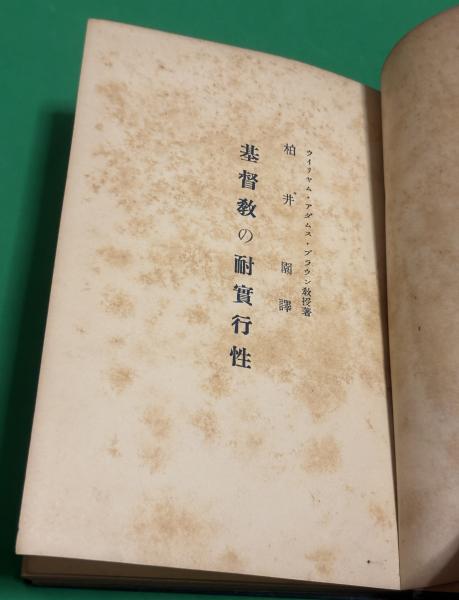 ウイリヤム・アダムス・ブラウン教授著
柏井園譯
基督教の耐實行性